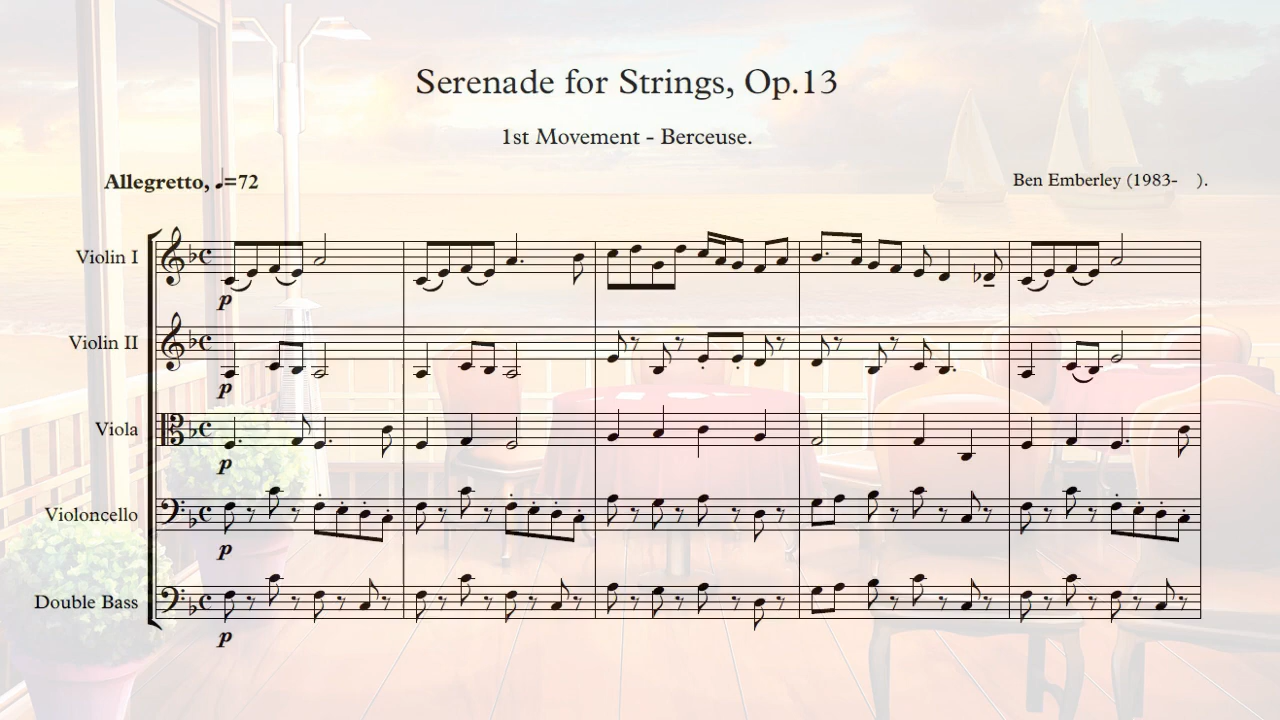 Serenade for Strings, Op.13
1st Movement - Berceuse.
Allegretto, ♩=72
Ben Emberley (1983-    ).
Violin I
p
Violin II
p
Viola
p
Violoncello
p
Double Bass
p